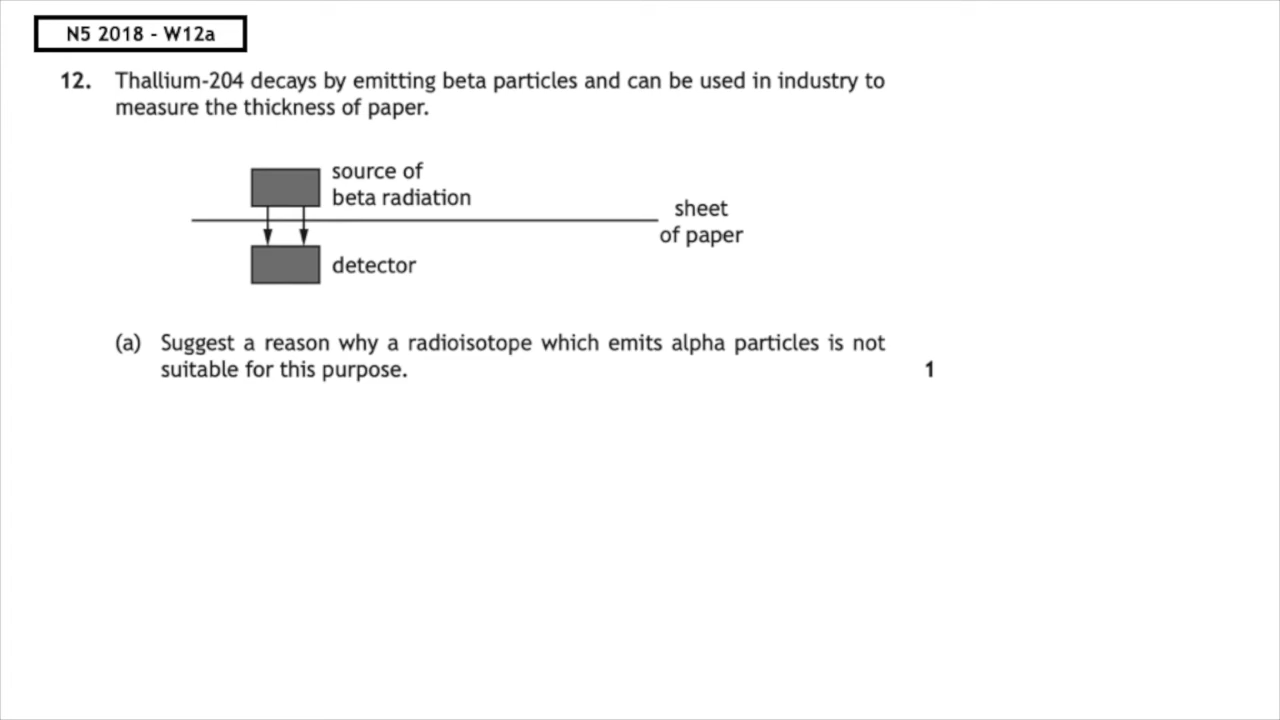 N5 2018 - W12a
12. Thallium-204 decays by emitting beta particles and can be used in industry to
measure the thickness of paper.
source of
beta radiation
sheet
of paper
detector
(a) Suggest a reason why a radioisotope which emits alpha particles is not
suitable for this purpose. 1